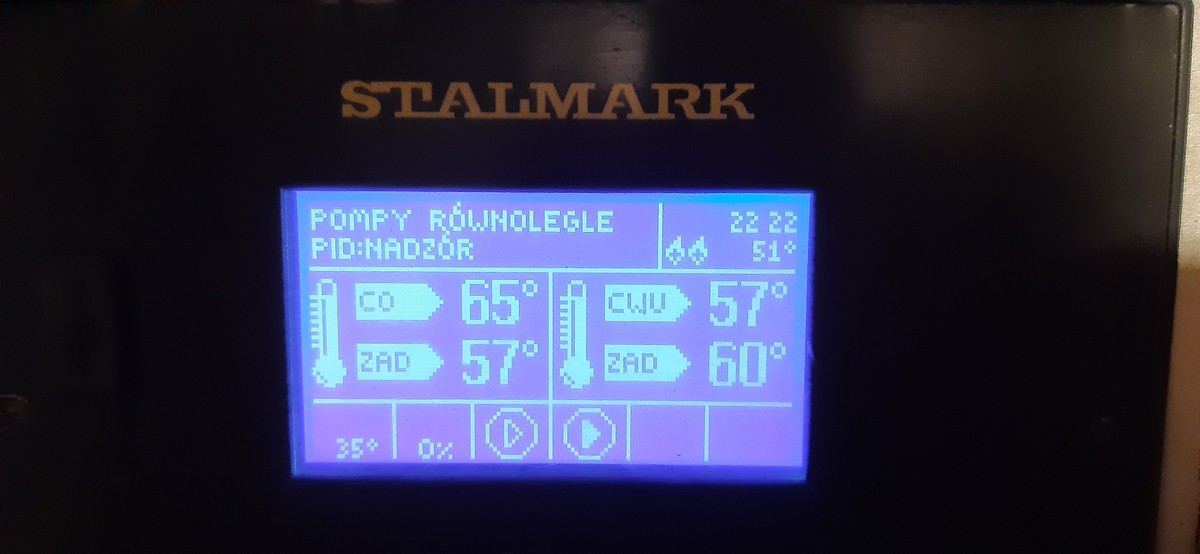 STALMARK
POMPY RÓWNOLEGLE
PID:NADZÓR
22 22
51°
CO 65°
ZAD 57°
CWU 57°
ZAD 60°
35°
0%